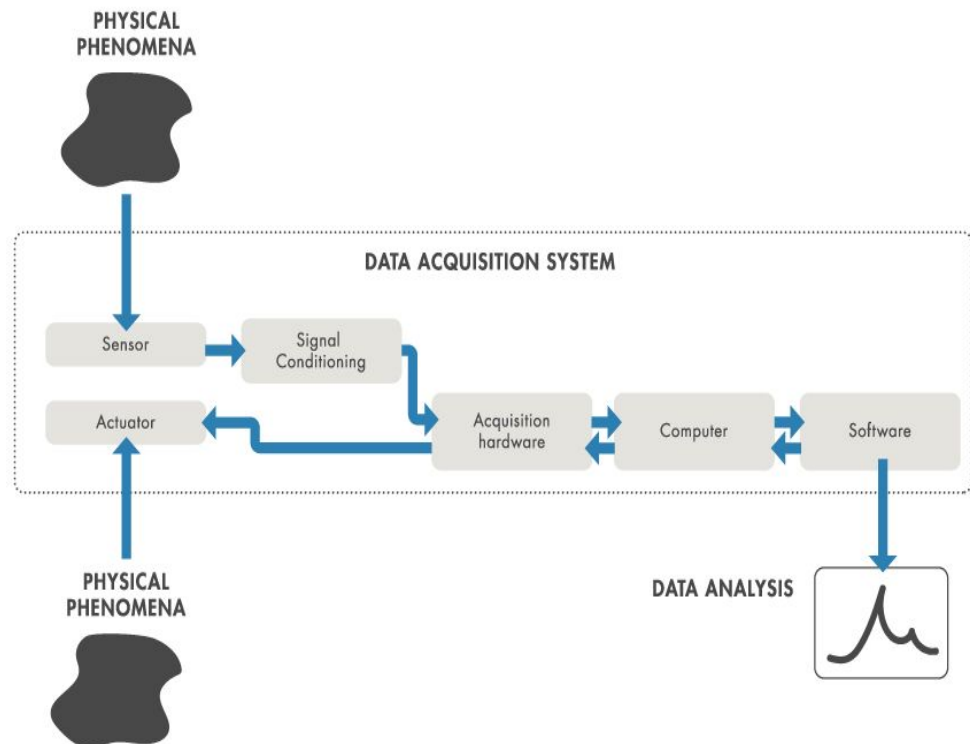 PHYSICAL
PHENOMENA
DATA ACQUISITION SYSTEM
Sensor
Signal
Conditioning
Actuator
Acquisition
hardware
Computer
Software
PHYSICAL
PHENOMENA
DATA ANALYSIS